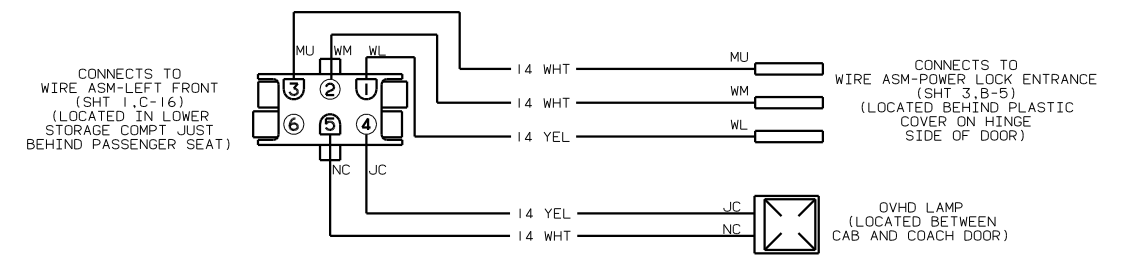 CONNECTS TO
WIRE ASM-LEFT FRONT
(SHT 1,C-16)
(LOCATED IN LOWER
STORAGE COMPT JUST
BEHIND PASSENGER SEAT)
MU
WM
WL
3
2
1
6
5
4
NC
JC
14 WHT
14 WHT
14 YEL
14 YEL
14 WHT
MU
WM
WL
JC
NC
CONNECTS TO
WIRE ASM-POWER LOCK ENTRANCE
(SHT 3,B-5)
(LOCATED BEHIND PLASTIC
COVER ON HINGE
SIDE OF DOOR)
OVHD LAMP
(LOCATED BETWEEN
CAB AND COACH DOOR)